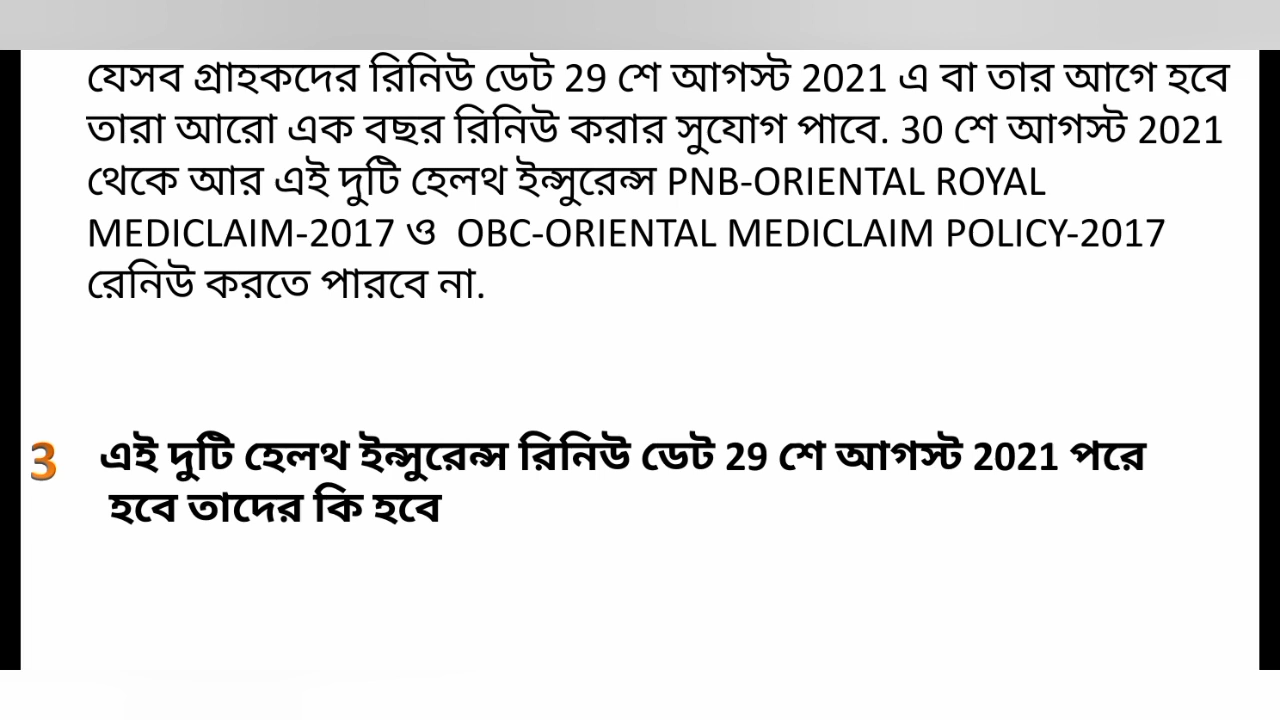 যেসব গ্রাহকদের রিনিউ ডেট 29 শে আগস্ট 2021 এ বা তার আগে হবে
তারা আরো এক বছর রিনিউ করার সুযোগ পাবে. 30 শে আগস্ট 2021
থেকে আর এই দুটি হেলথ ইন্সুরেন্স PNB-ORIENTAL ROYAL
MEDICLAIM-2017 ও OBC-ORIENTAL MEDICLAIM POLICY-2017
রেনিউ করতে পারবে না.
3 এই দুটি হেলথ ইন্সুরেন্স রিনিউ ডেট 29 শে আগস্ট 2021 পরে
হবে তাদের কি হবে